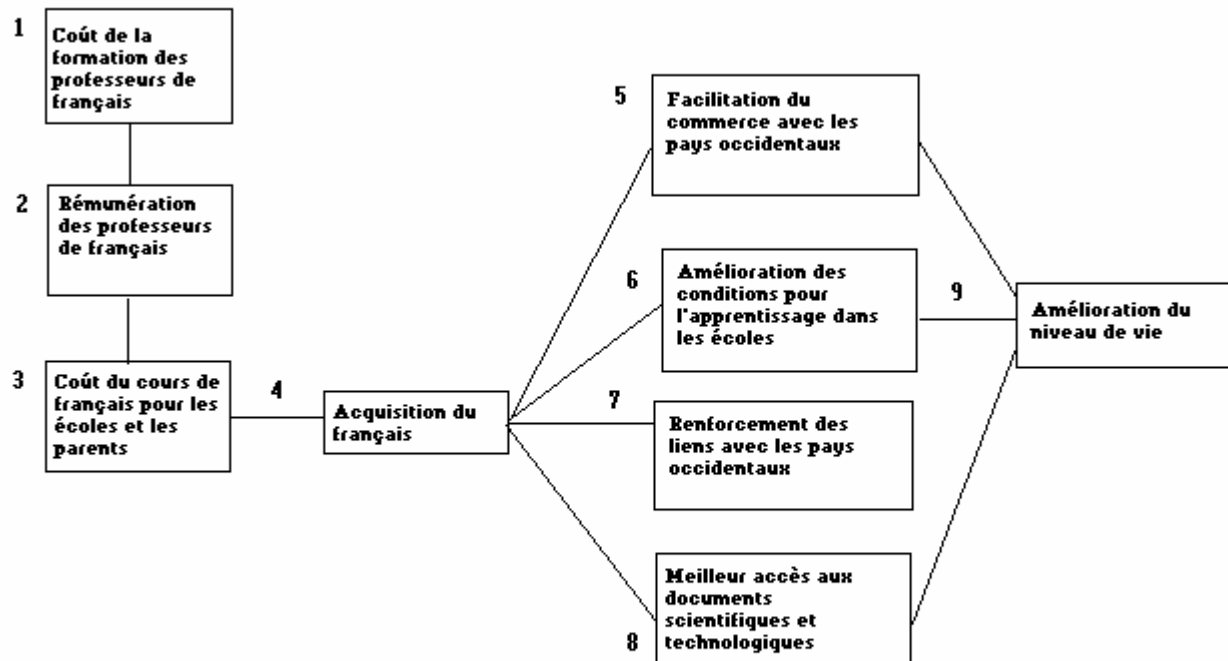 1
Coút de la
formation des
professeurs de
français
2
Rémunération
des professeurs
de français
3
Coút du cours de
français pour les
écoles et les
parents
4
Acquisition du
français
5
Facilitation du
commerce avec les
pays occidentaux
6
Amélioration des
conditions pour
l'apprentissage dans
les écoles
7
Renforcement des
liens avec les pays
occidentaux
8
Meilleur accès aux
documents
scientifiques et
technologiques
9
Amélioration du
niveau de vie